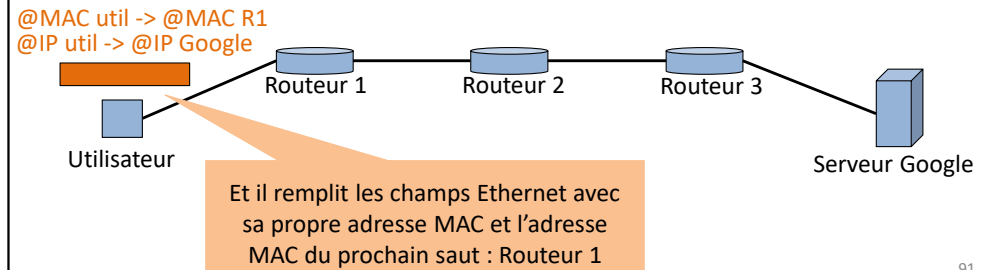 @MAC util -> @MAC R1
@IP util -> @IP Google
Routeur 1
Routeur 2
Routeur 3
Utilisateur
Serveur Google
Et il remplit les champs Ethernet avec
sa propre adresse MAC et l’adresse
MAC du prochain saut : Routeur 1
91